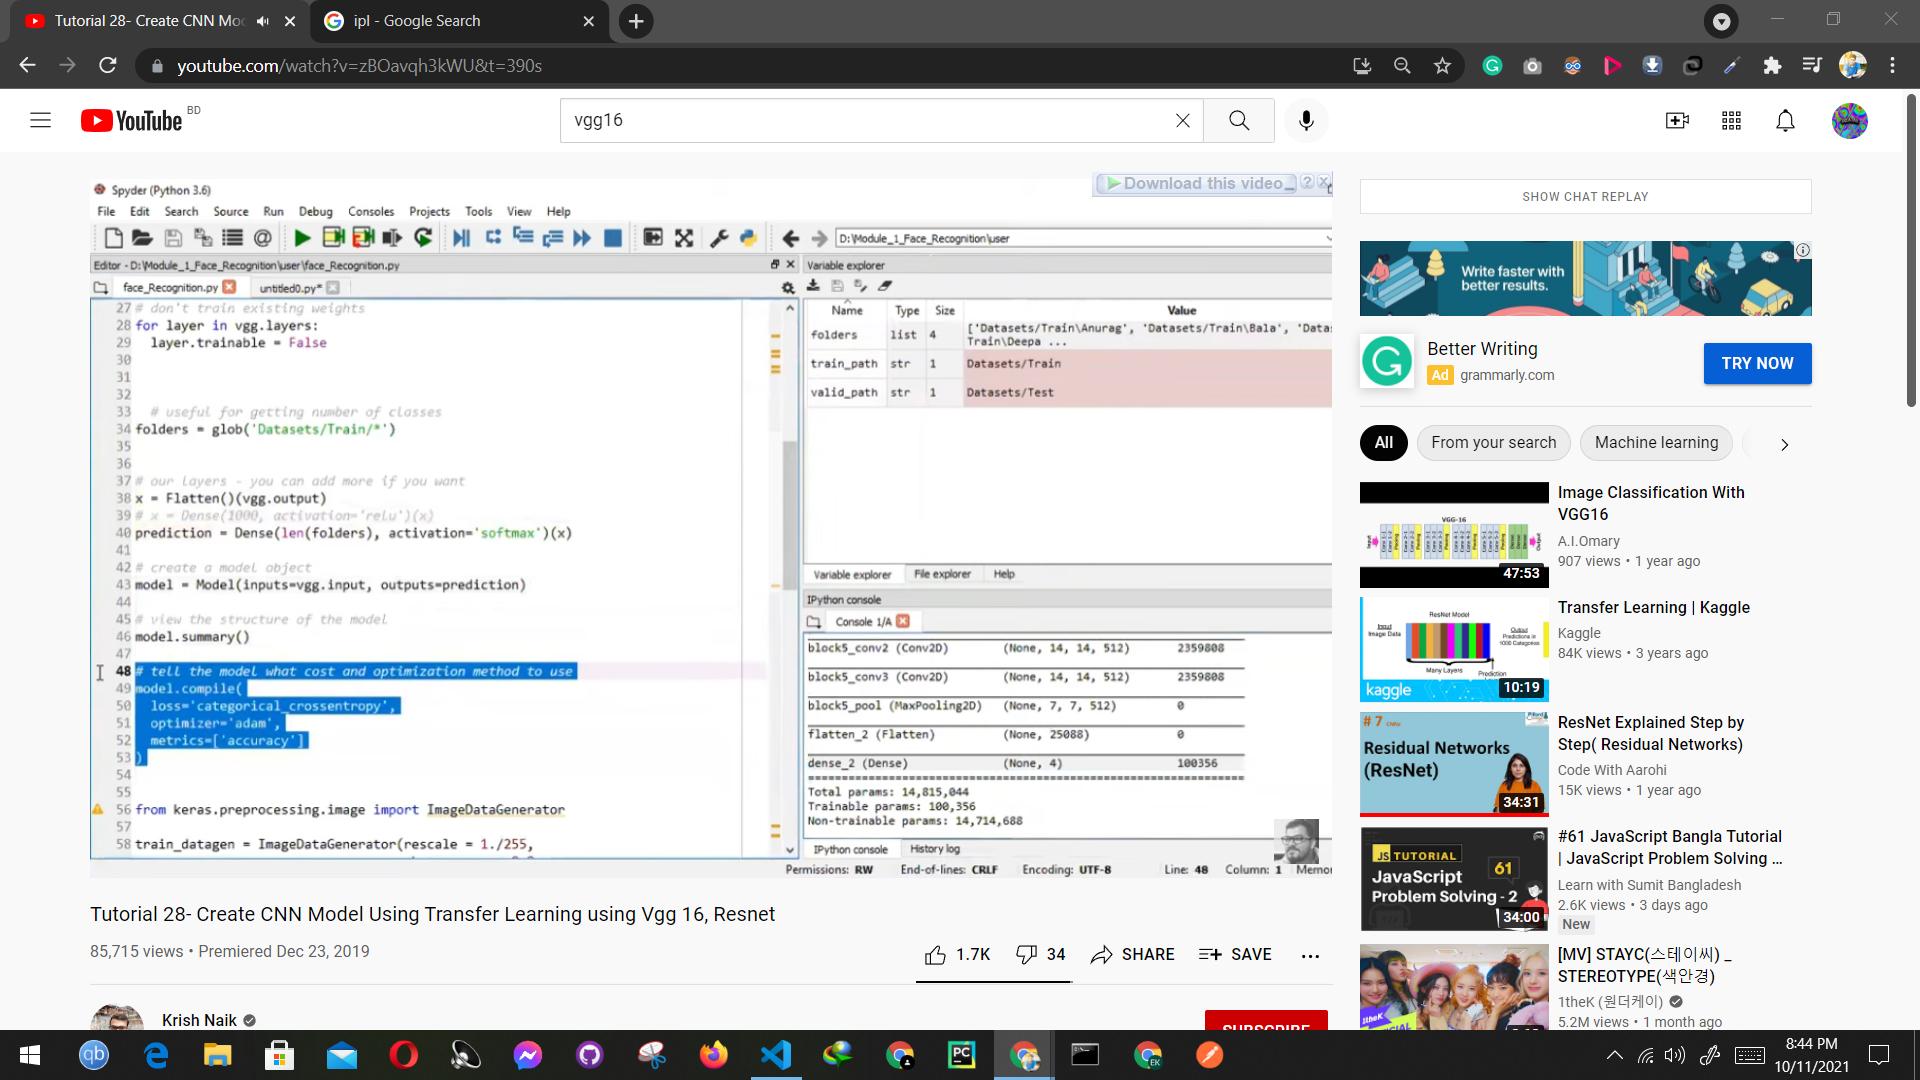 Tutorial 28- Create CNN Mo
ipl - Google Search
youtube.com/watch?v=zBOavqh3kWU&t=390s
YouTube BD
vgg16
Spyder (Python 3.6)
Download this video
File Edit Search Source Run Debug Consoles Projects Tools View Help
D:\Module_1_Face_Recognition\user
Editor - D:\Module_1_Face_Recognition\user\face_Recognition.py
face_Recognition.py
untitled0.py*
27 # don't train existing weights
28 for layer in vgg.layers:
29 layer.trainable = False
30
31
32
33 # useful for getting number of classes
34 folders = glob('Datasets/Train/*')
35
36
37 # our layers - you can add more if you want
38 x = Flatten()(vgg.output)
39 # x = Dense(1000, activation='relu')(x)
40 prediction = Dense(len(folders), activation='softmax')(x)
41
42 # create a model object
43 model = Model(inputs=vgg.input, outputs=prediction)
44
45 # view the structure of the model
46 model.summary()
47
48 # tell the model what cost and optimization method to use
49 model.compile(
50 loss='categorical_crossentropy',
51 optimizer='adam',
52 metrics=['accuracy']
53 )
54
55
56 from keras.preprocessing.image import ImageDataGenerator
57
58 train_datagen = ImageDataGenerator(rescale = 1./255,
Variable explorer
Name Type Size Value
folders list 4 ['Datasets/Train\Anurag', 'Datasets/Train\Bala', 'Datas
Train\Deepa ...
train_path str 1 Datasets/Train
valid_path str 1 Datasets/Test
Variable explorer File explorer Help
IPython console
Console 1/A
block5_conv2 (Conv2D) (None, 14, 14, 512) 2359808
block5_conv3 (Conv2D) (None, 14, 14, 512) 2359808
block5_pool (MaxPooling2D) (None, 7, 7, 512) 0
flatten_2 (Flatten) (None, 25088) 0
dense_2 (Dense) (None, 4) 100356
Total params: 14,815,044
Trainable params: 100,356
Non-trainable params: 14,714,688
IPython console History log
Permissions: RW End-of-lines: CRLF Encoding: UTF-8 Line: 48 Column: 1 Memor
Tutorial 28- Create CNN Model Using Transfer Learning using Vgg 16, Resnet
85,715 views • Premiered Dec 23, 2019
1.7K 34 SHARE SAVE
Krish Naik
SUBSCRIBE
SHOW CHAT REPLAY
Write faster with
better results.
Better Writing
Ad grammarly.com
TRY NOW
All From your search Machine learning
VGG-16
47:53
Image Classification With
VGG16
A.I.Omary
907 views • 1 year ago
ResNet Model
Input
Image Data
Output
Predictions in
1000 Categories
Many Layers
kaggle
10:19
Transfer Learning | Kaggle
Kaggle
84K views • 3 years ago
# 7
Residual Networks
(ResNet)
34:31
ResNet Explained Step by
Step( Residual Networks)
Code With Aarohi
15K views • 1 year ago
JS TUTORIAL
61
JavaScript
Problem Solving - 2
34:00
#61 JavaScript Bangla Tutorial
| JavaScript Problem Solving ...
Learn with Sumit Bangladesh
2.6K views • 3 days ago
New
[MV] STAYC(스테이씨) _
STEREOTYPE(색안경)
1theK (원더케이)
5.2M views • 1 month ago
8:44 PM
10/11/2021